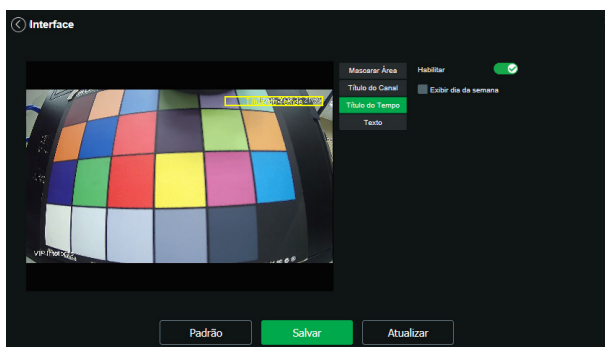 Interface
Mascarar Área
Habilitar
Título do Canal
Exibir dia da semana
Título do Tempo
Texto
Padrão
Salvar
Atualizar